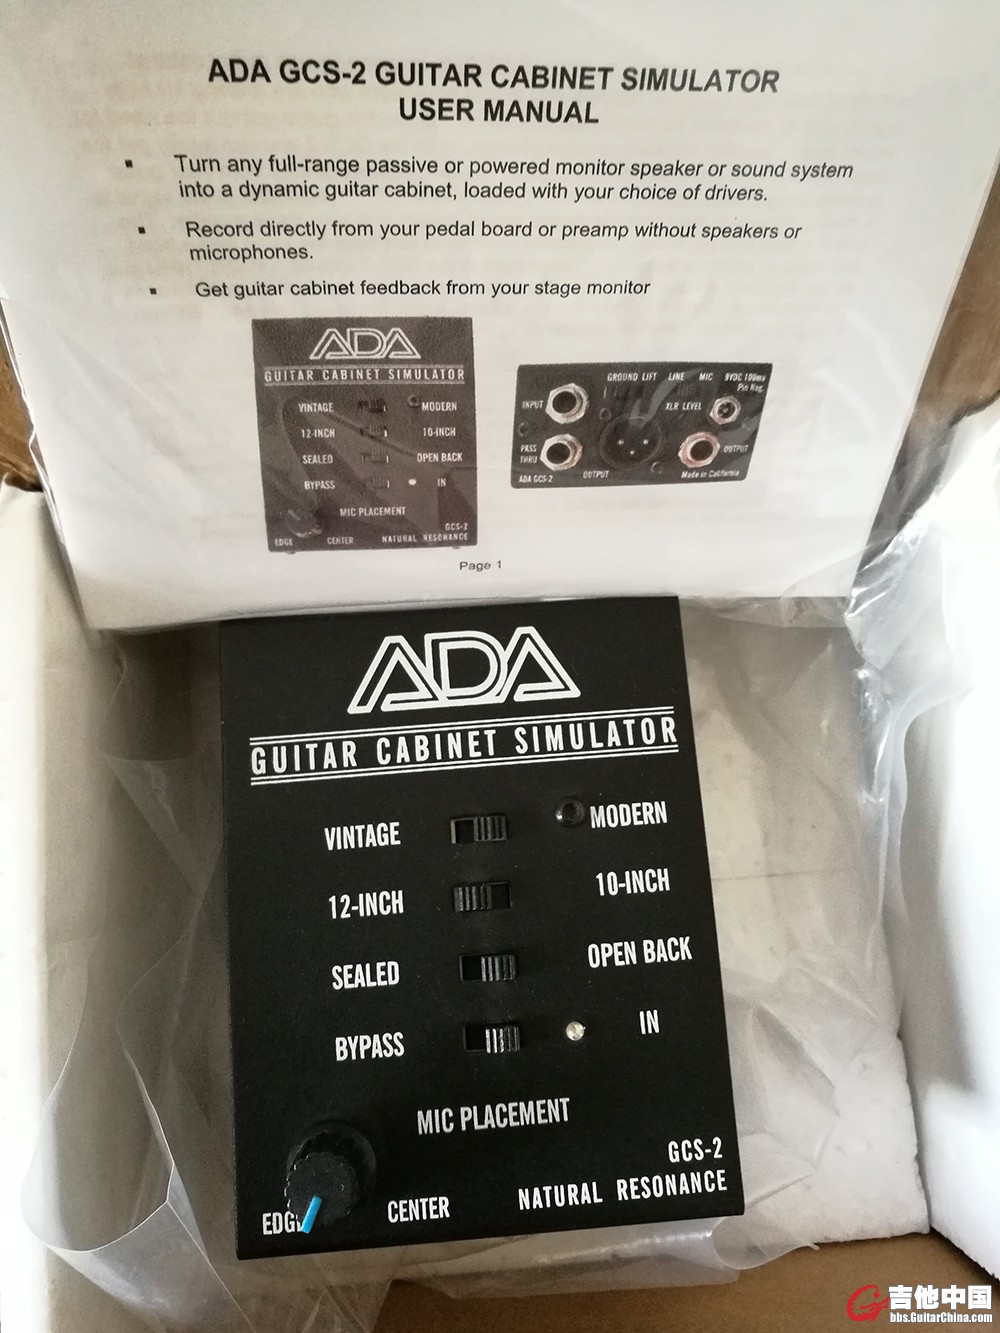 ADA GCS-2 GUITAR CABINET SIMULATOR
USER MANUAL
▪ Turn any full-range passive or powered monitor speaker or sound system
into a dynamic guitar cabinet, loaded with your choice of drivers.
▪ Record directly from your pedal board or preamp without speakers or
microphones.
▪ Get guitar cabinet feedback from your stage monitor
ADA
GUITAR CABINET SIMULATOR
VINTAGE MODERN
12-INCH 10-INCH
SEALED OPEN BACK
BYPASS IN
MIC PLACEMENT
EDGE CENTER
GCS-2
NATURAL RESONANCE
GROUND LIFT LINE MIC 9VDC 100ma
Pin Neg.
INPUT XLR LEVEL
PASS THRU OUTPUT
ADA GCS-2 OUTPUT Made in California
Page 1
ADA
GUITAR CABINET SIMULATOR
VINTAGE MODERN
12-INCH 10-INCH
SEALED OPEN BACK
BYPASS IN
MIC PLACEMENT
EDGE CENTER
GCS-2
NATURAL RESONANCE
吉他中国
bbs.GuitarChina.com